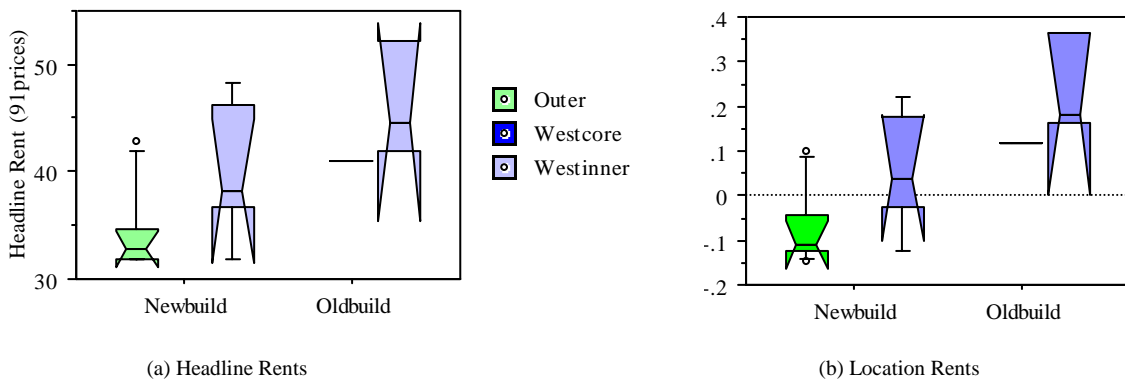 Headline Rent (91prices)
50
40
30
Newbuild
Oldbuild
(a) Headline Rents
Outer
Westcore
Westinner
.4
.3
.2
.1
0
-.1
-.2
Newbuild
Oldbuild
(b) Location Rents